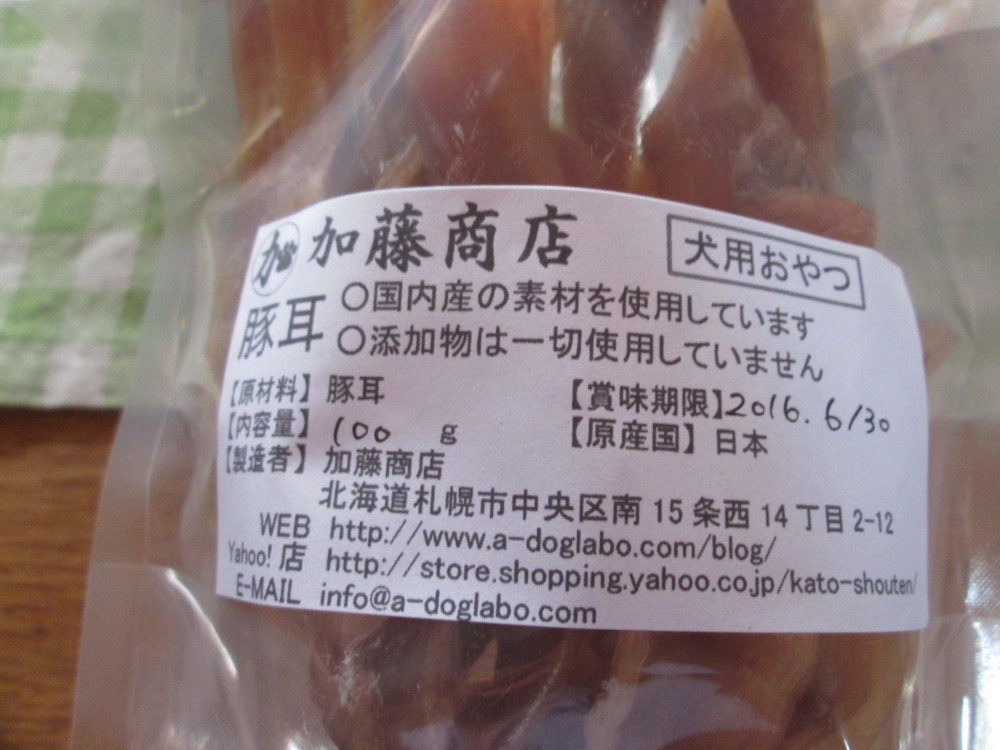 か 加藤商店
犬用おやつ
豚耳
○国内産の素材を使用しています
○添加物は一切使用していません
【原材料】 豚耳
【賞味期限】2016.6/30
【内容量】 100 g
【原産国】 日本
【製造者】 加藤商店
北海道札幌市中央区南 15 条西 14 丁目 2-12
WEB http://www.a-doglabo.com/blog/
Yahoo! 店 http://store.shopping.yahoo.co.jp/kato-shouten/
E-MAIL info@a-doglabo.com